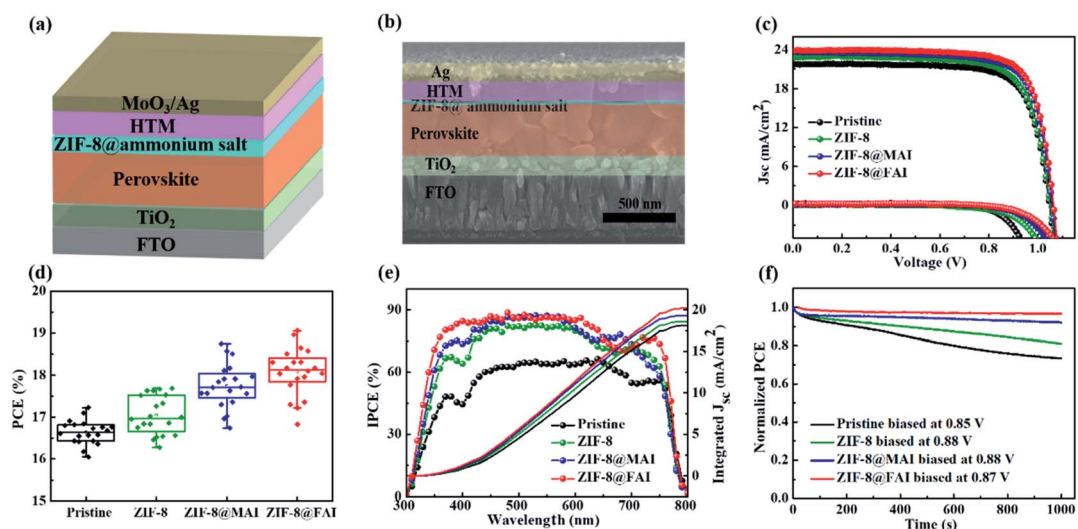 (a)
MoO₃/Ag
HTM
ZIF-8@ammonium salt
Perovskite
TiO₂
FTO
(b)
Ag
HTM
ZIF-8@ ammonium salt
Perovskite
TiO₂
FTO
500 nm
(c)
Jsc (mA/cm²)
24
18
12
6
0
Pristine
ZIF-8
ZIF-8@MAI
ZIF-8@FAI
0.0 0.2 0.4 0.6 0.8 1.0
Voltage (V)
(d)
PCE (%)
20
19
18
17
16
15
Pristine ZIF-8 ZIF-8@MAI ZIF-8@FAI
(e)
IPCE (%)
90
60
30
0
Pristine
ZIF-8
ZIF-8@MAI
ZIF-8@FAI
300 400 500 600 700 800
Wavelength (nm)
20
15
10
5
0
Integrated Jsc (mA/cm²)
(f)
Normalized PCE
1.0
0.8
0.6
0.4
0.2
Pristine biased at 0.85 V
ZIF-8 biased at 0.88 V
ZIF-8@MAI biased at 0.88 V
ZIF-8@FAI biased at 0.87 V
0 200 400 600 800 1000
Time (s)